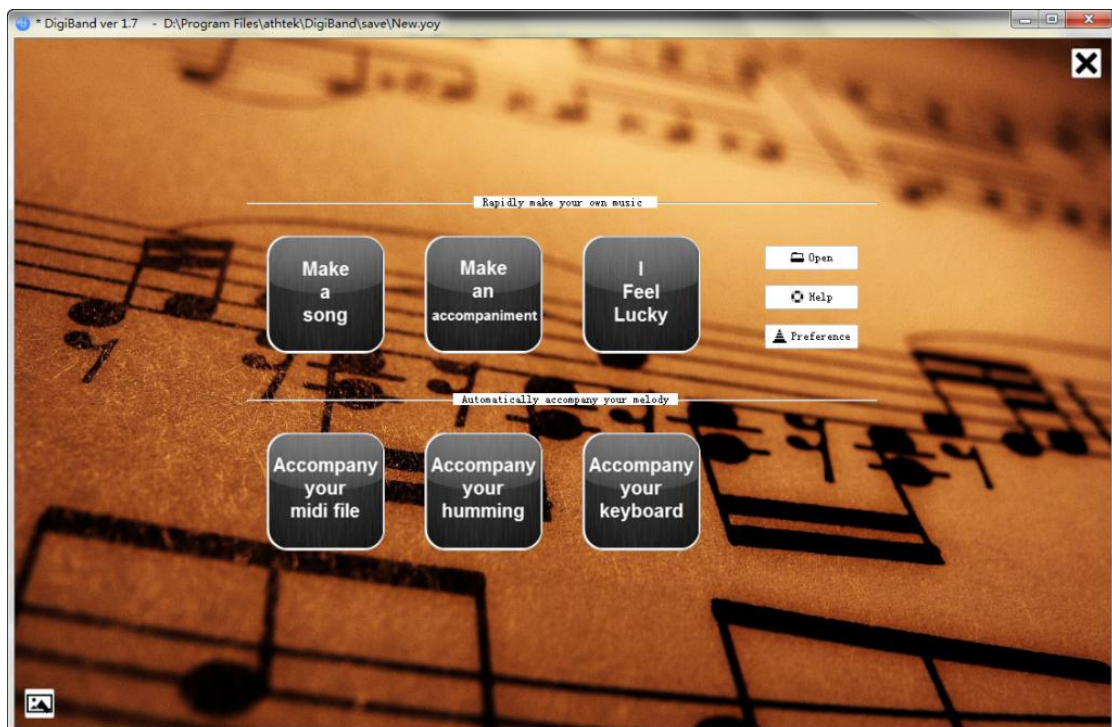 * DigiBand ver 1.7 - D:\Program Files\athtek\DigiBand\save\New.yoy
Rapidly make your own music
Make
a
song
Make
an
accompaniment
I
Feel
Lucky
Open
Help
Preference
Automatically accompany your melody
Accompany
your
midi file
Accompany
your
humming
Accompany
your
keyboard